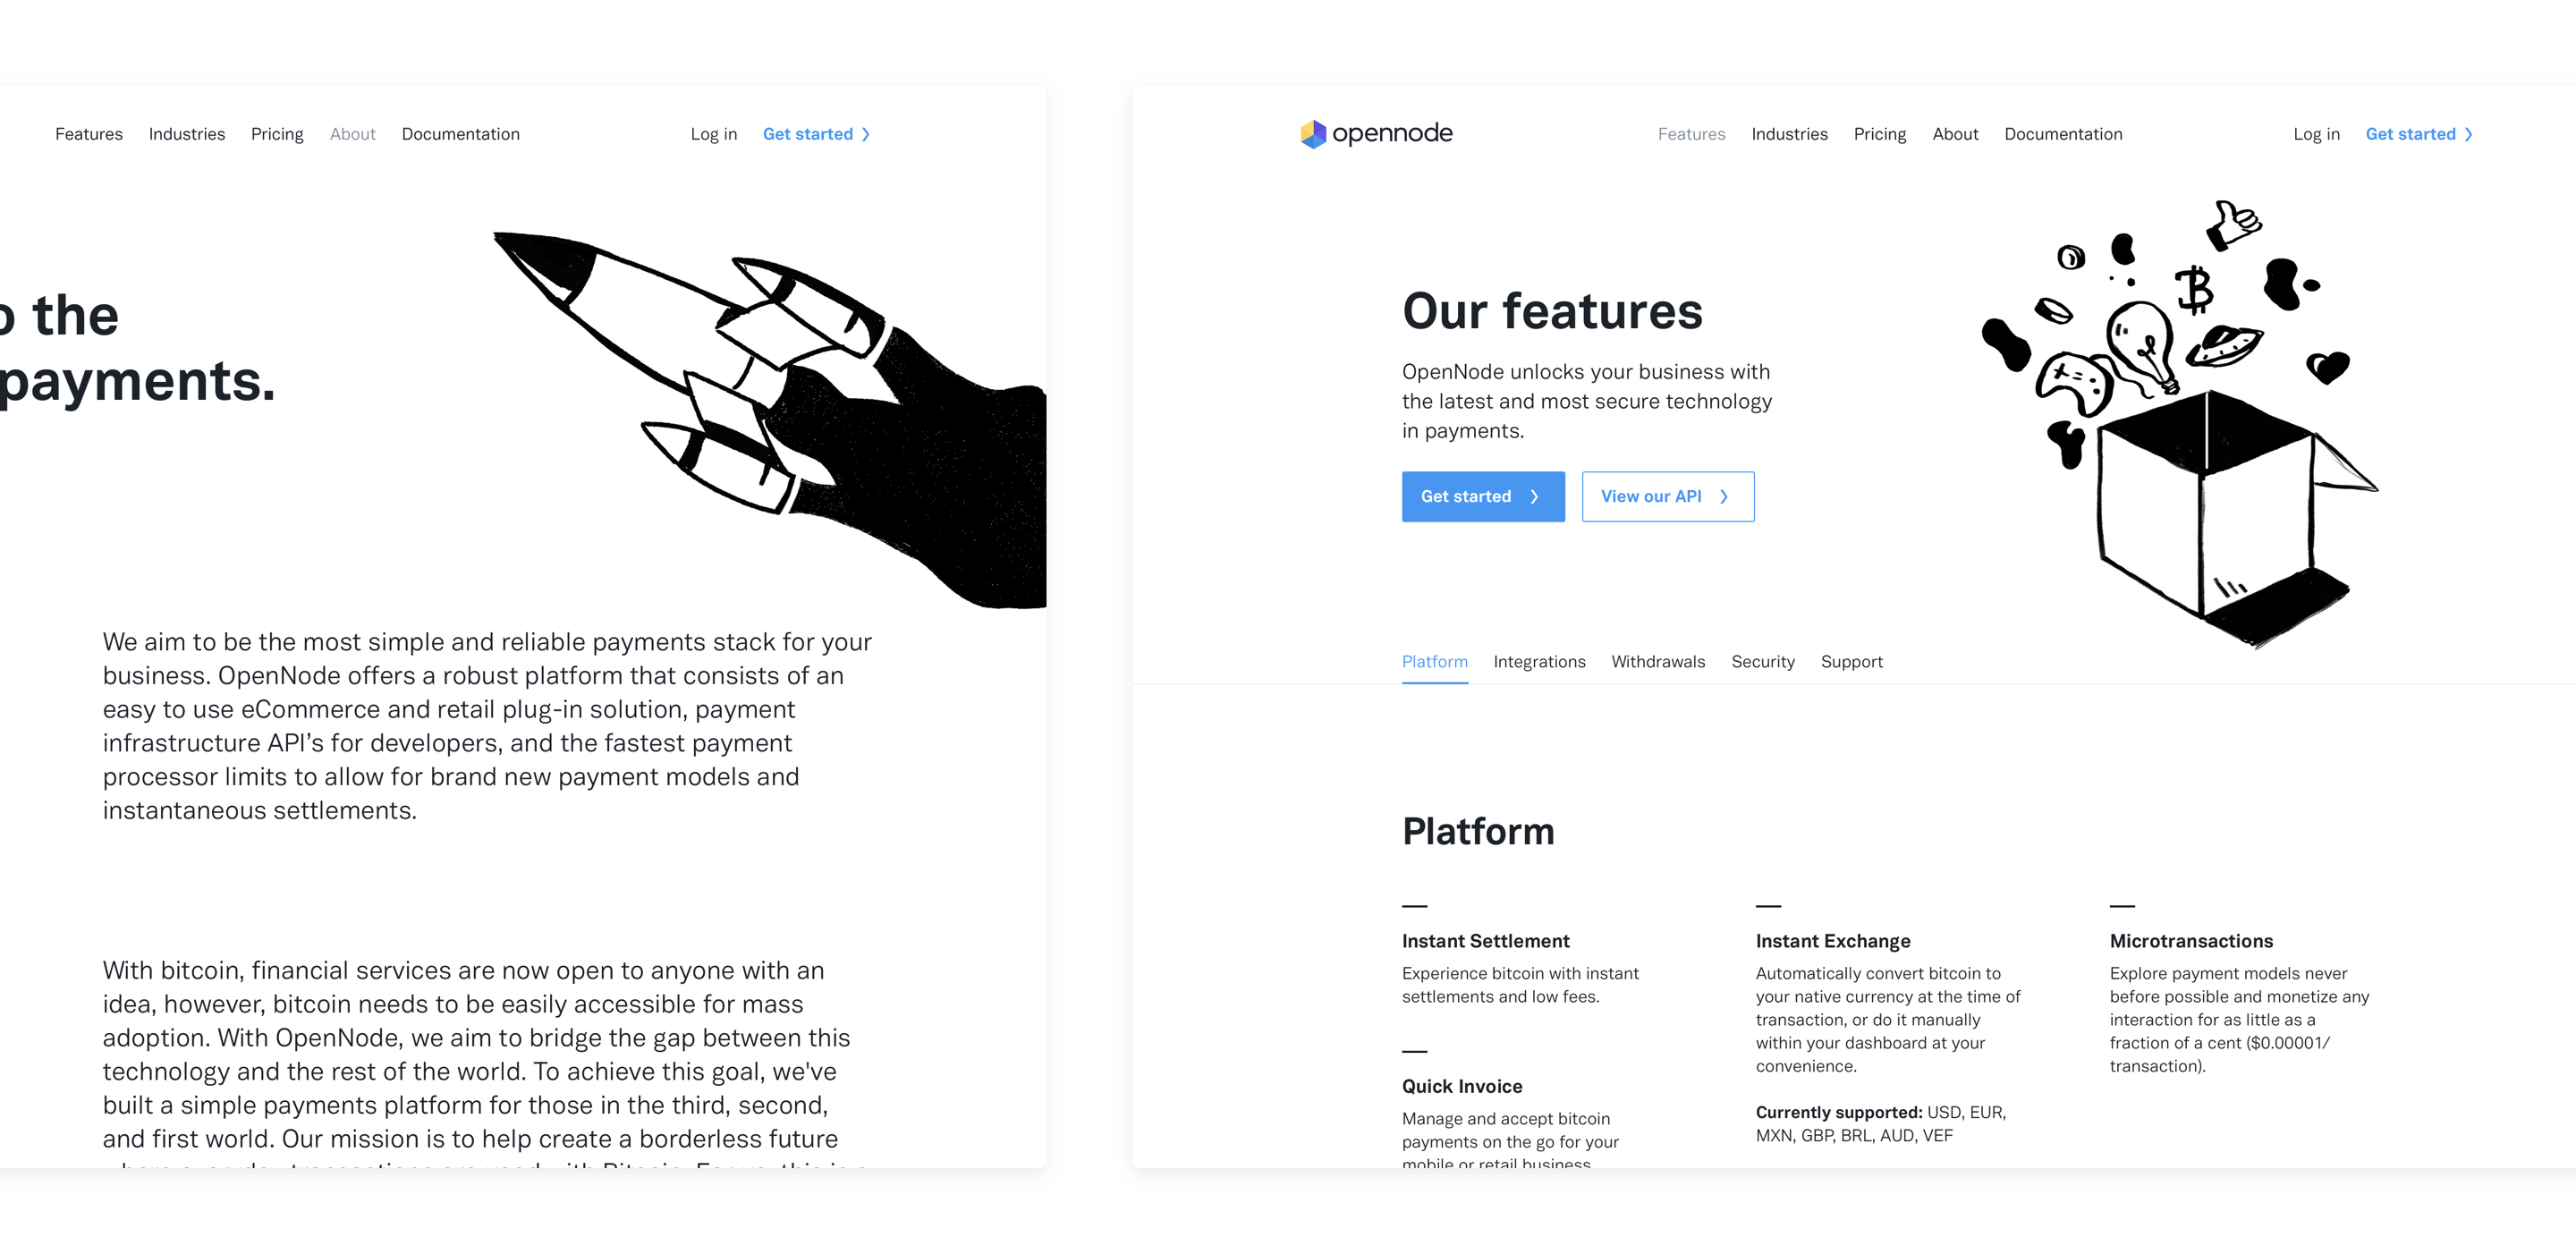 Features Industries Pricing About Documentation Log in Get started
the
payments.
We aim to be the most simple and reliable payments stack for your
business. OpenNode offers a robust platform that consists of an
easy to use eCommerce and retail plug-in solution, payment
infrastructure API’s for developers, and the fastest payment
processor limits to allow for brand new payment models and
instantaneous settlements.
With bitcoin, financial services are now open to anyone with an
idea, however, bitcoin needs to be easily accessible for mass
adoption. With OpenNode, we aim to bridge the gap between this
technology and the rest of the world. To achieve this goal, we've
built a simple payments platform for those in the third, second,
and first world. Our mission is to help create a borderless future
opennode
Features Industries Pricing About Documentation Log in Get started
Our features
OpenNode unlocks your business with
the latest and most secure technology
in payments.
Get started View our API
Platform Integrations Withdrawals Security Support
Platform
Instant Settlement
Experience bitcoin with instant
settlements and low fees.
Quick Invoice
Manage and accept bitcoin
payments on the go for your
mobile or retail business
Instant Exchange
Automatically convert bitcoin to
your native currency at the time of
transaction, or do it manually
within your dashboard at your
convenience.
Currently supported: USD, EUR,
MXN, GBP, BRL, AUD, VEF
Microtransactions
Explore payment models never
before possible and monetize any
interaction for as little as a
fraction of a cent ($0.00001/
transaction).